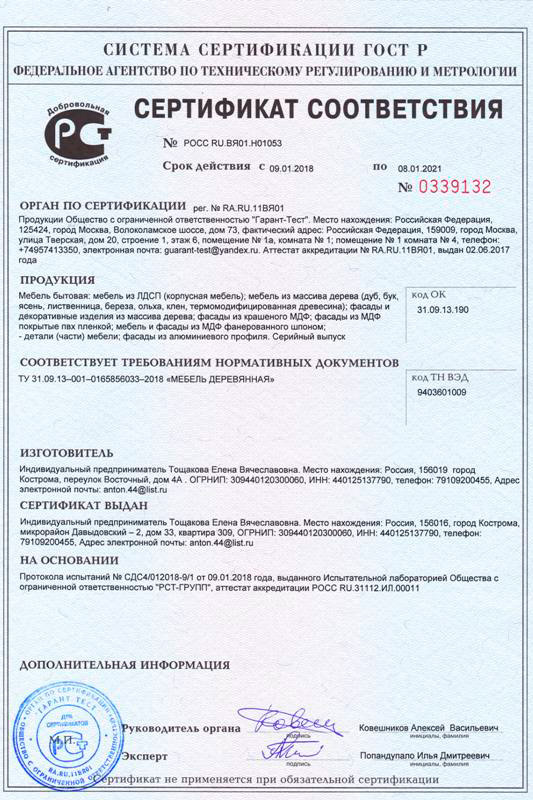 СИСТЕМА СЕРТИФИКАЦИИ ГОСТ Р
ФЕДЕРАЛЬНОЕ АГЕНТСТВО ПО ТЕХНИЧЕСКОМУ РЕГУЛИРОВАНИЮ И МЕТРОЛОГИИ
Добровольная
РСТ
сертификация
СЕРТИФИКАТ СООТВЕТСТВИЯ
№ РОСС RU.ВЯ01.Н01053
Срок действия с 09.01.2018 по 08.01.2021
№ 0339132
ОРГАН ПО СЕРТИФИКАЦИИ рег. № RA.RU.11ВЯ01
Продукции Общество с ограниченной ответственностью "Гарант-Тест". Место нахождения: Российская Федерация,
125424, город Москва, Волоколамское шоссе, дом 73, фактический адрес: Российская Федерация, 159009, город Москва,
улица Тверская, дом 20, строение 1, этаж 6, помещение № 1а, комната № 1; помещение № 1 комната № 4, телефон:
+74957413350, электронная почта: guarant-test@yandex.ru. Аттестат аккредитации № RA.RU.11ВЯ01, выдан 02.06.2017
года
ПРОДУКЦИЯ
Мебель бытовая: мебель из ЛДСП (корпусная мебель); мебель из массива дерева (дуб, бук,
ясень, лиственница, береза, ольха, клен, термомодифицированная древесина); фасады и
декоративные изделия из массива дерева; фасады из крашеного МДФ; фасады из МДФ
покрытые пвх пленкой; мебель и фасады из МДФ фанерованного шпоном;
- детали (части) мебели; фасады из алюминиевого профиля. Серийный выпуск
код ОК
31.09.13.190
СООТВЕТСТВУЕТ ТРЕБОВАНИЯМ НОРМАТИВНЫХ ДОКУМЕНТОВ
ТУ 31.09.13–001–0165856033–2018 «МЕБЕЛЬ ДЕРЕВЯННАЯ»
код ТН ВЭД
9403601009
ИЗГОТОВИТЕЛЬ
Индивидуальный предприниматель Тощакова Елена Вячеславовна. Место нахождения: Россия, 156019 город
Кострома, переулок Восточный, дом 4А . ОГРНИП: 309440120300060, ИНН: 440125137790, телефон: 79109200455, Адрес
электронной почты: anton.44@list.ru
СЕРТИФИКАТ ВЫДАН
Индивидуальный предприниматель Тощакова Елена Вячеславовна. Место нахождения: Россия, 156016, город Кострома,
микрорайон Давыдовский – 2, дом 33, квартира 309, ОГРНИП: 309440120300060, ИНН: 440125137790, телефон:
79109200455, Адрес электронной почты: anton.44@list.ru
НА ОСНОВАНИИ
Протокола испытаний № СДС4/012018-9/1 от 09.01.2018 года, выданного Испытательной лабораторией Общества с
ограниченной ответственностью "РСТ-ГРУПП", аттестат аккредитации РОСС RU.31112.ИЛ.00011
ДОПОЛНИТЕЛЬНАЯ ИНФОРМАЦИЯ
ОРГАН ПО СЕРТИФИКАЦИИ
ГАРАНТ ТЕСТ
ДЛЯ
СЕРТИФИКАТОВ
РСТ
М.П.
RA.RU.11ВЯ01
ОБЩЕСТВО С ОГРАНИЧЕННОЙ ОТВЕТСТВЕННОСТЬЮ
Руководитель органа
подпись
Ковешников Алексей Васильевич
инициалы, фамилия
Эксперт
подпись
Попандупало Илья Дмитреевич
инициалы, фамилия
Сертификат не применяется при обязательной сертификации